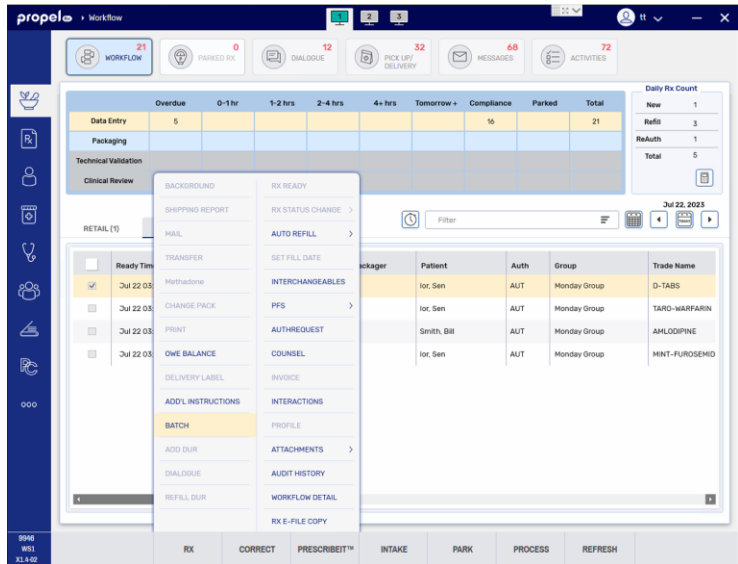 propel Rx • Workflow 1 2 3 tt
WORKFLOW 21
PARKED RX 0
DIALOGUE 12
PICK UP/ DELIVERY 32
MESSAGES 68
ACTIVITIES 72
Overdue 0-1 hr 1-2 hrs 2-4 hrs 4+ hrs Tomorrow + Compliance Parked Total
Data Entry 5 16 21
Packaging
Technical Validation
Clinical Review
Daily Rx Count
New 1
Refill 3
ReAuth 1
Total 5
RETAIL (1)
Filter
Jul 22, 2023
Ready Tim ackager Patient Auth Group Trade Name
Jul 22 03: Ior, Sen AUT Monday Group D-TABS
Jul 22 03: Ior, Sen AUT Monday Group TARO-WARFARIN
Jul 22 03: Smith, Bill AUT Monday Group AMLODIPINE
Jul 22 03: Ior, Sen AUT Monday Group MINT-FUROSEMID
BACKGROUND
SHIPPING REPORT
MAIL
TRANSFER
Methadone
CHANGE PACK
PRINT
OWE BALANCE
DELIVERY LABEL
ADD'L INSTRUCTIONS
BATCH
ADD DUR
DIALOGUE
REFILL DUR
RX READY
RX STATUS CHANGE >
AUTO REFILL >
SET FILL DATE
INTERCHANGEABLES
PFS >
AUTHREQUEST
COUNSEL
INVOICE
INTERACTIONS
PROFILE
ATTACHMENTS >
AUDIT HISTORY
WORKFLOW DETAIL
RX E-FILE COPY
9946
WS1
X1.4-02
RX CORRECT PRESCRIBEIT™ INTAKE PARK PROCESS REFRESH